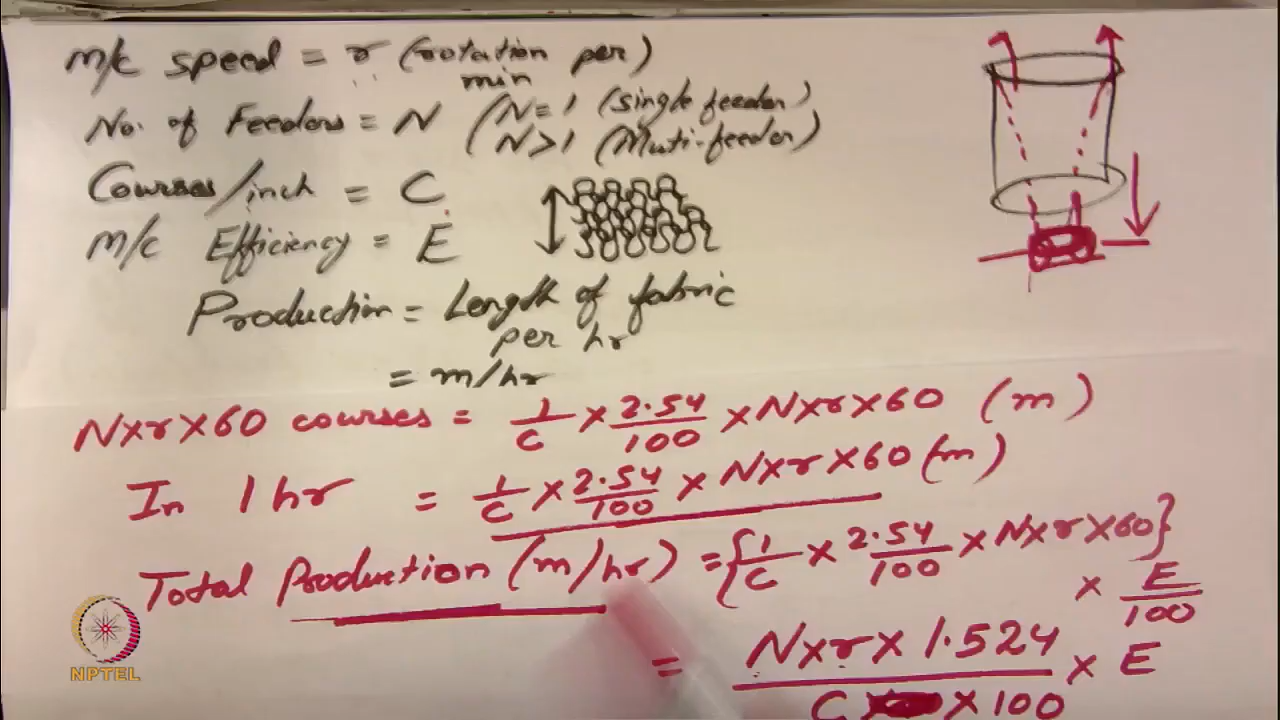 m/c speed = r (rotation per min)
No. of Feeders = N (N=1 (single feeder)
N>1 (Muti-feeder)
Courses/inch = C
m/c Efficiency = E
Production = Length of fabric
per hr
= m/hr
N×r×60 courses = 1/C × 2.54/100 × N×r×60 (m)
In 1 hr = 1/C × 2.54/100 × N×r×60 (m)
Total Production (m/hr) = {1/C × 2.54/100 × N×r×60}
× E/100
= N×r×1.524/C × 100 × E
NPTEL